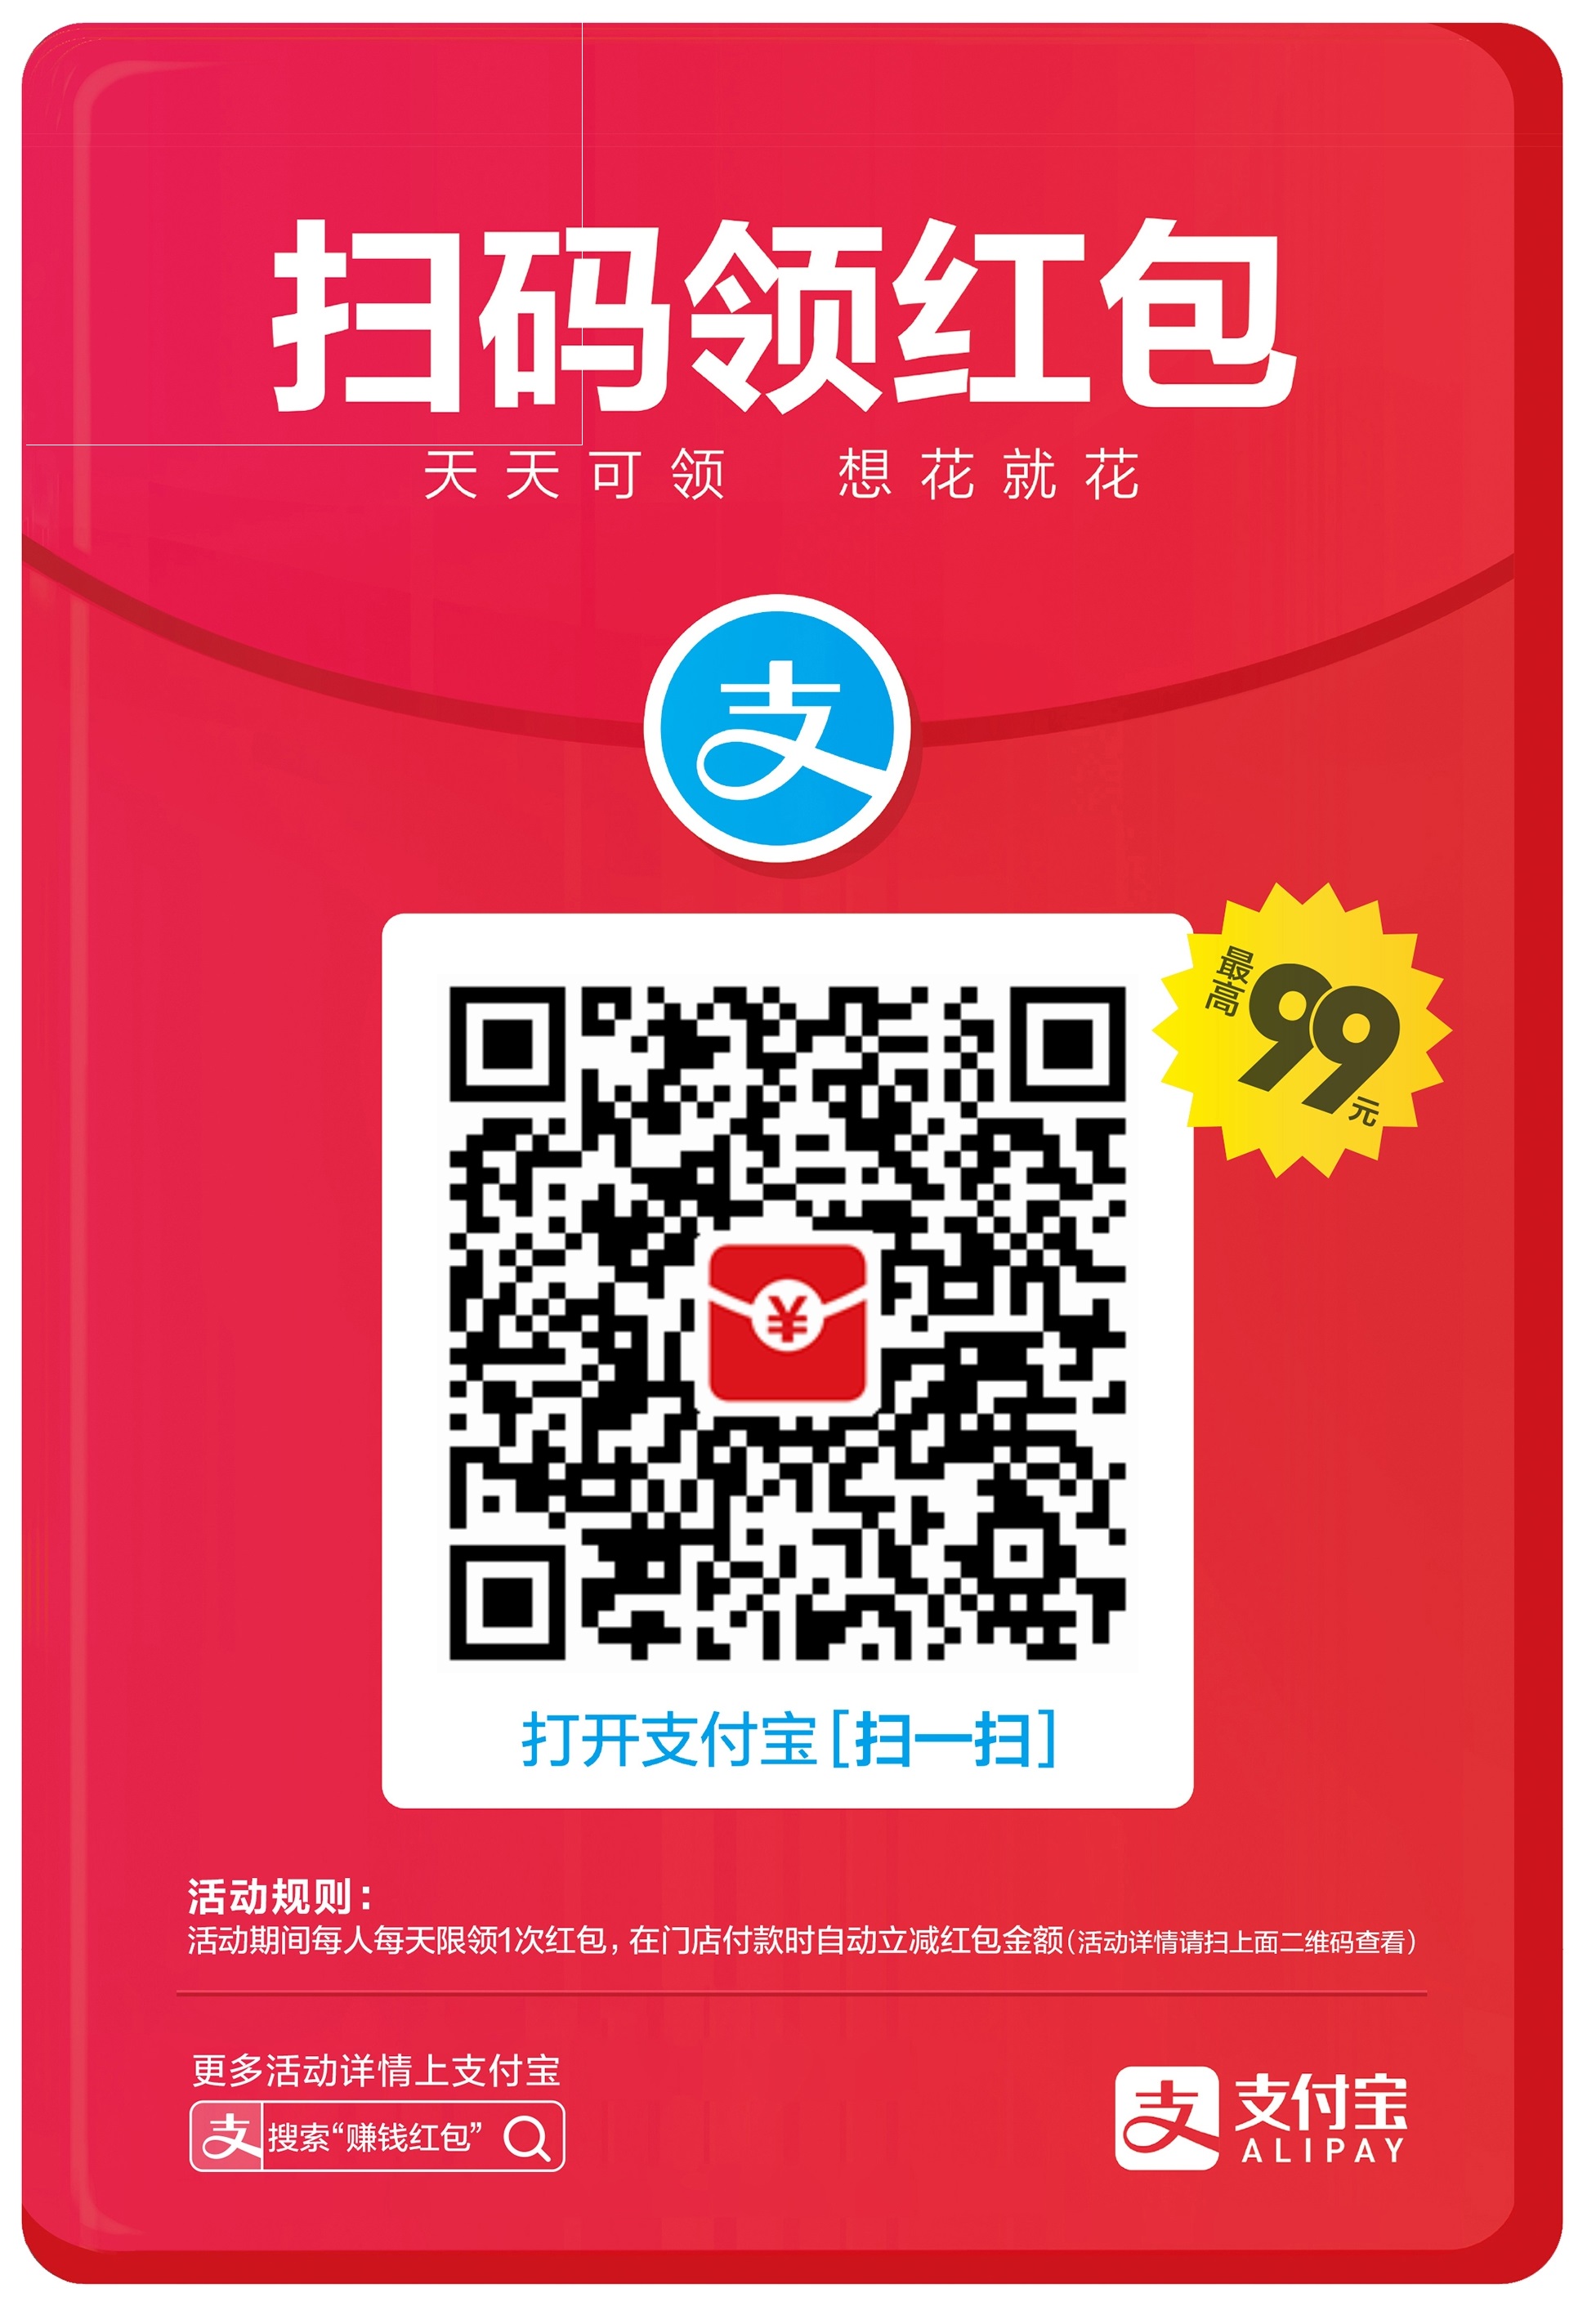 扫码领红包
天天可领 想花就花
支
最高99元
¥
打开支付宝[扫一扫]
活动规则：
活动期间每人每天限领1次红包，在门店付款时自动立减红包金额（活动详情请扫上面二维码查看）
更多活动详情上支付宝
支 搜索“赚钱红包”
支 支付宝
ALIPAY